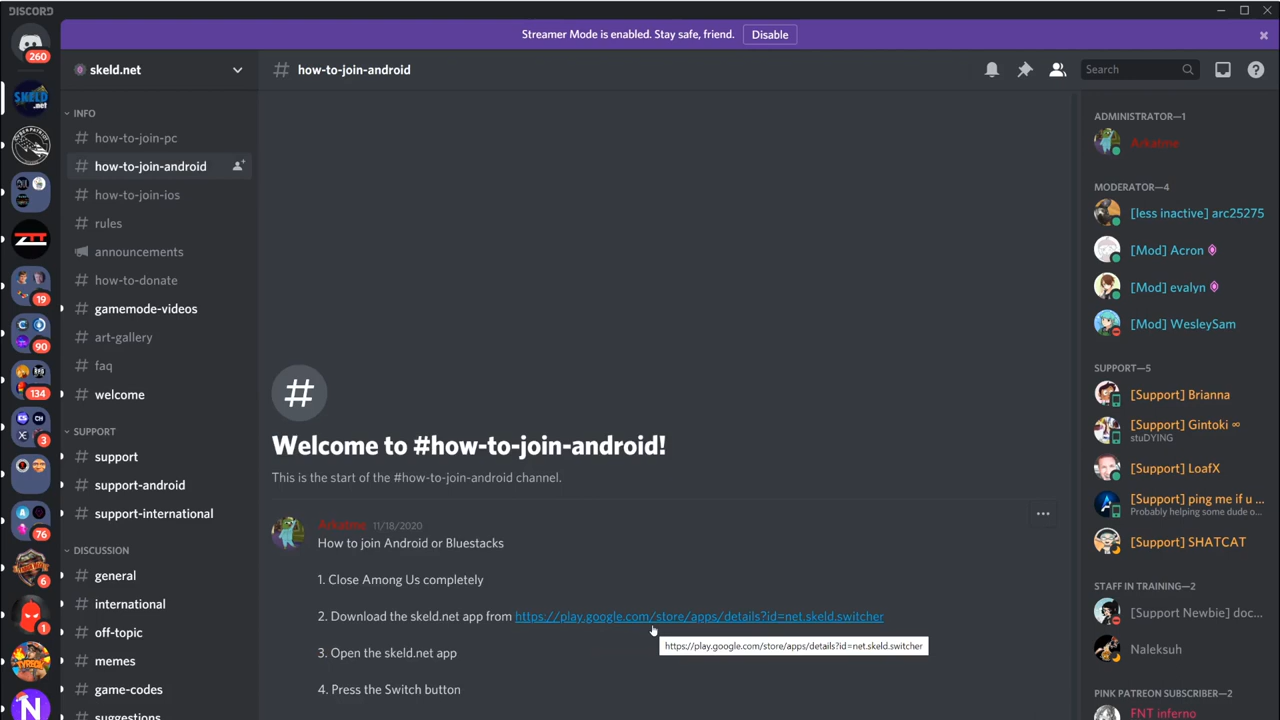 DISCORD
Streamer Mode is enabled. Stay safe, friend.
Disable
260
skeld.net
how-to-join-android
Search
SKELD
.net
INFO
how-to-join-pc
how-to-join-android
how-to-join-ios
rules
announcements
how-to-donate
gamemode-videos
art-gallery
faq
welcome
SUPPORT
support
support-android
support-international
DISCUSSION
general
international
off-topic
memes
game-codes
suggestions
19
90
134
3
76
6
1
N
#
Welcome to #how-to-join-android!
This is the start of the #how-to-join-android channel.
Arkatme 11/18/2020
How to join Android or Bluestacks
1. Close Among Us completely
2. Download the skeld.net app from https://play.google.com/store/apps/details?id=net.skeld.switcher
https://play.google.com/store/apps/details?id=net.skeld.switcher
3. Open the skeld.net app
4. Press the Switch button
ADMINISTRATOR—1
Arkatme
MODERATOR—4
[less inactive] arc25275
[Mod] Acron
[Mod] evalyn
[Mod] WesleySam
SUPPORT—5
[Support] Brianna
[Support] Gintoki ∞
stuDYING
[Support] LoafX
[Support] ping me if u ...
Probably helping some dude o...
[Support] SHATCAT
STAFF IN TRAINING—2
[Support Newbie] doc...
Naleksuh
PINK PATREON SUBSCRIBER—2
FNT inferno